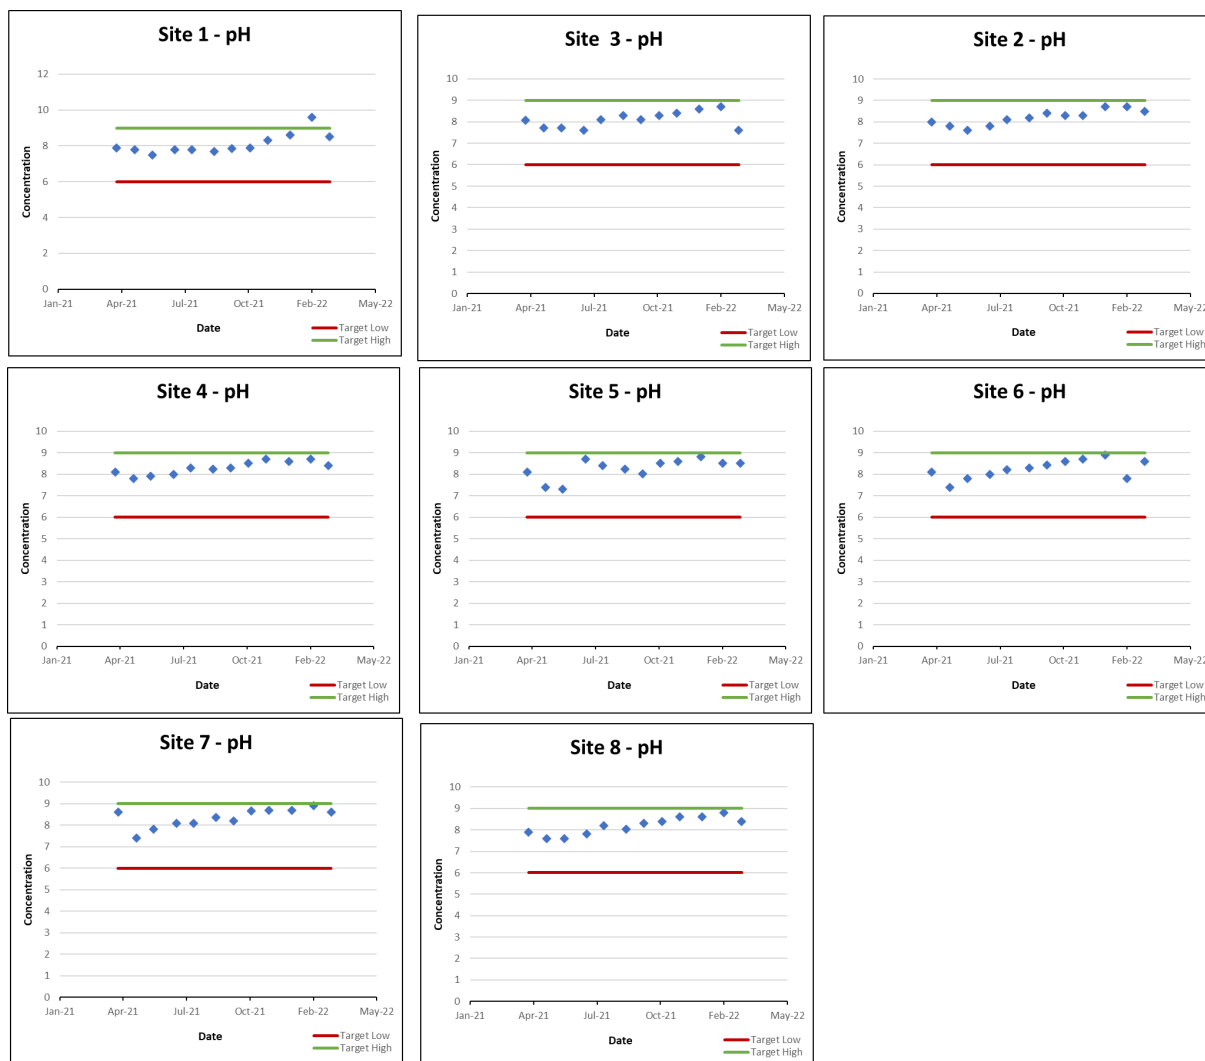 Site 1 - pH
12
10
8
6
4
2
0
Concentration
Jan-21 Apr-21 Jul-21 Oct-21 Feb-22 May-22
Date
Target Low
Target High
Site  3 - pH
10
9
8
7
6
5
4
3
2
1
0
Concentration
Jan-21 Apr-21 Jul-21 Oct-21 Feb-22 May-22
Date
Target Low
Target High
Site 2 - pH
10
9
8
7
6
5
4
3
2
1
0
Concentration
Jan-21 Apr-21 Jul-21 Oct-21 Feb-22 May-22
Date
Target Low
Target High
Site 4 - pH
10
9
8
7
6
5
4
3
2
1
0
Concentration
Jan-21 Apr-21 Jul-21 Oct-21 Feb-22 May-22
Date
Target Low
Target High
Site 5 - pH
10
9
8
7
6
5
4
3
2
1
0
Concentration
Jan-21 Apr-21 Jul-21 Oct-21 Feb-22 May-22
Date
Target Low
Target High
Site 6 - pH
10
9
8
7
6
5
4
3
2
1
0
Concentration
Jan-21 Apr-21 Jul-21 Oct-21 Feb-22 May-22
Date
Target Low
Target High
Site 7 - pH
10
9
8
7
6
5
4
3
2
1
0
Concentration
Jan-21 Apr-21 Jul-21 Oct-21 Feb-22 May-22
Date
Target Low
Target High
Site 8 - pH
10
9
8
7
6
5
4
3
2
1
0
Concentration
Jan-21 Apr-21 Jul-21 Oct-21 Feb-22 May-22
Date
Target Low
Target High